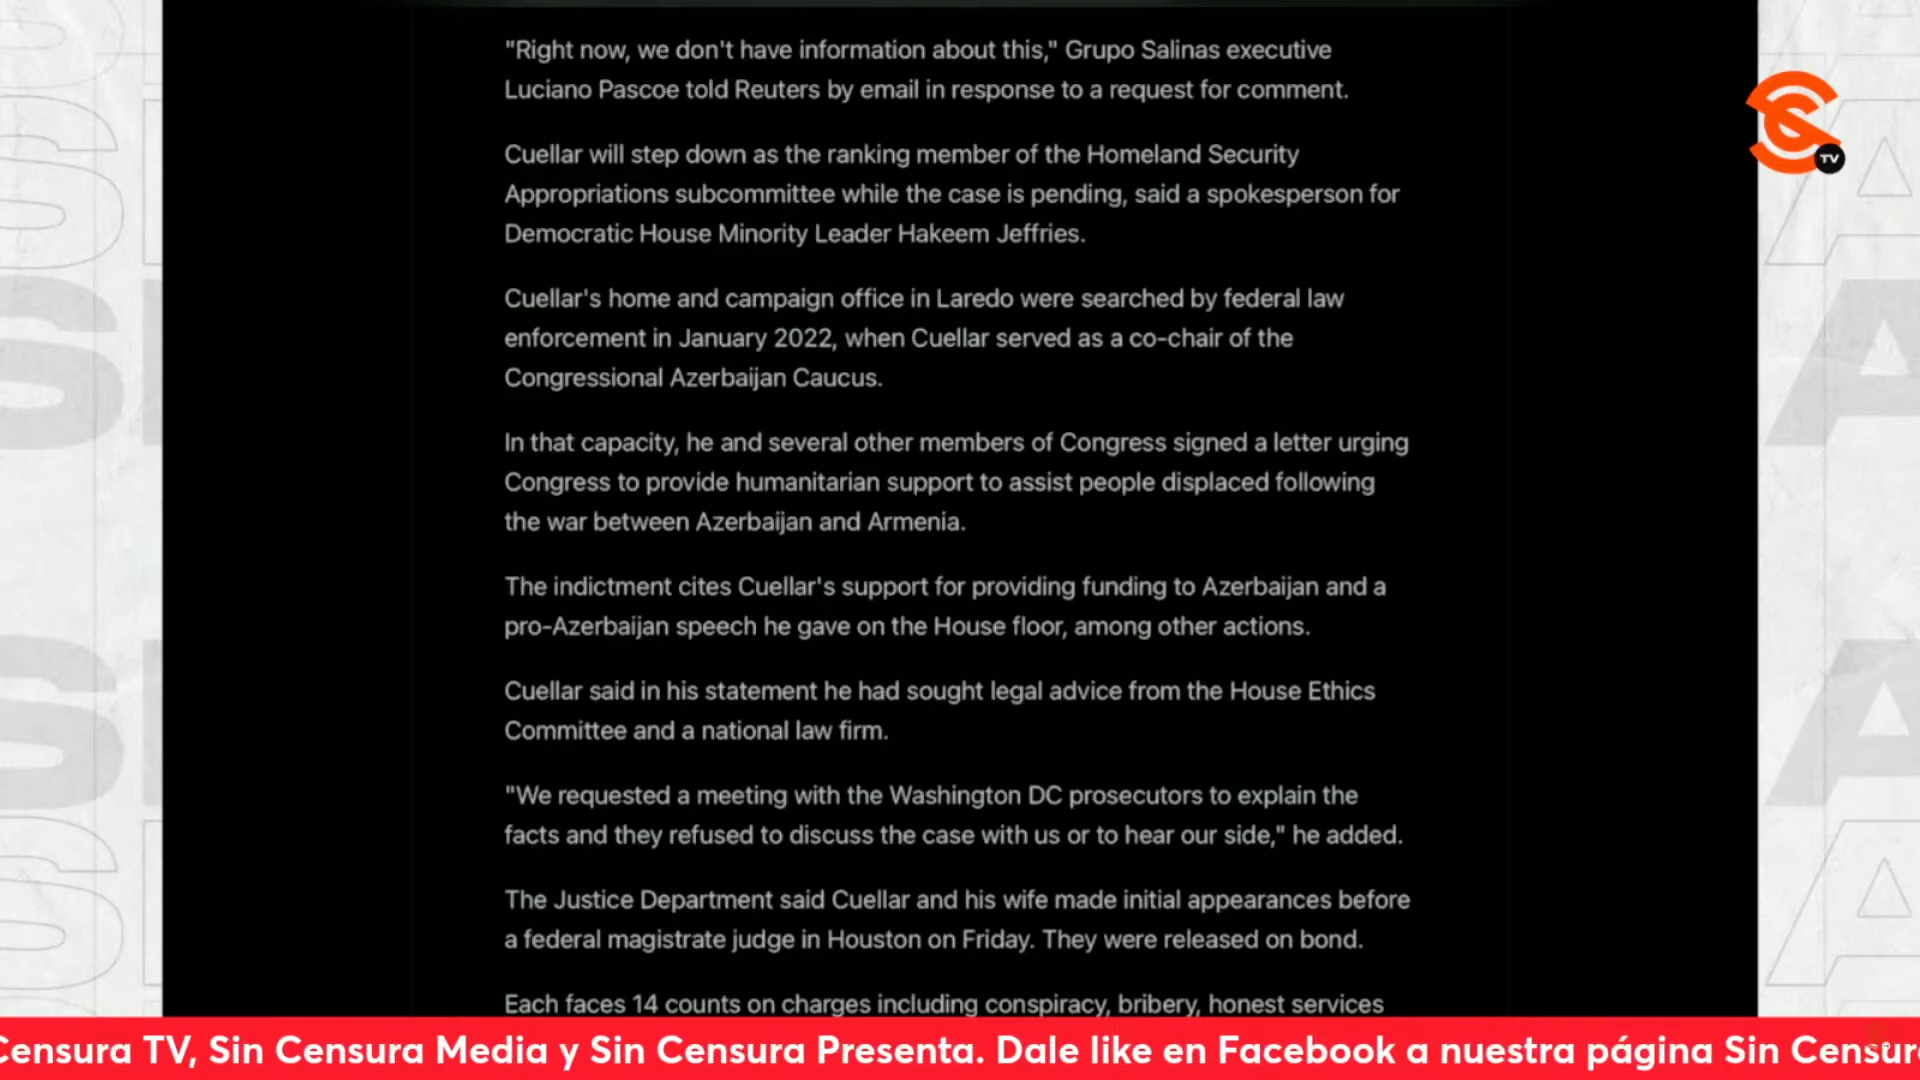 "Right now, we don't have information about this," Grupo Salinas executive
Luciano Pascoe told Reuters by email in response to a request for comment.
Cuellar will step down as the ranking member of the Homeland Security
Appropriations subcommittee while the case is pending, said a spokesperson for
Democratic House Minority Leader Hakeem Jeffries.
Cuellar's home and campaign office in Laredo were searched by federal law
enforcement in January 2022, when Cuellar served as a co-chair of the
Congressional Azerbaijan Caucus.
In that capacity, he and several other members of Congress signed a letter urging
Congress to provide humanitarian support to assist people displaced following
the war between Azerbaijan and Armenia.
The indictment cites Cuellar's support for providing funding to Azerbaijan and a
pro-Azerbaijan speech he gave on the House floor, among other actions.
Cuellar said in his statement he had sought legal advice from the House Ethics
Committee and a national law firm.
"We requested a meeting with the Washington DC prosecutors to explain the
facts and they refused to discuss the case with us or to hear our side," he added.
The Justice Department said Cuellar and his wife made initial appearances before
a federal magistrate judge in Houston on Friday. They were released on bond.
Each faces 14 counts on charges including conspiracy, bribery, honest services
TV
Censura TV, Sin Censura Media y Sin Censura Presenta. Dale like en Facebook a nuestra página Sin Censura